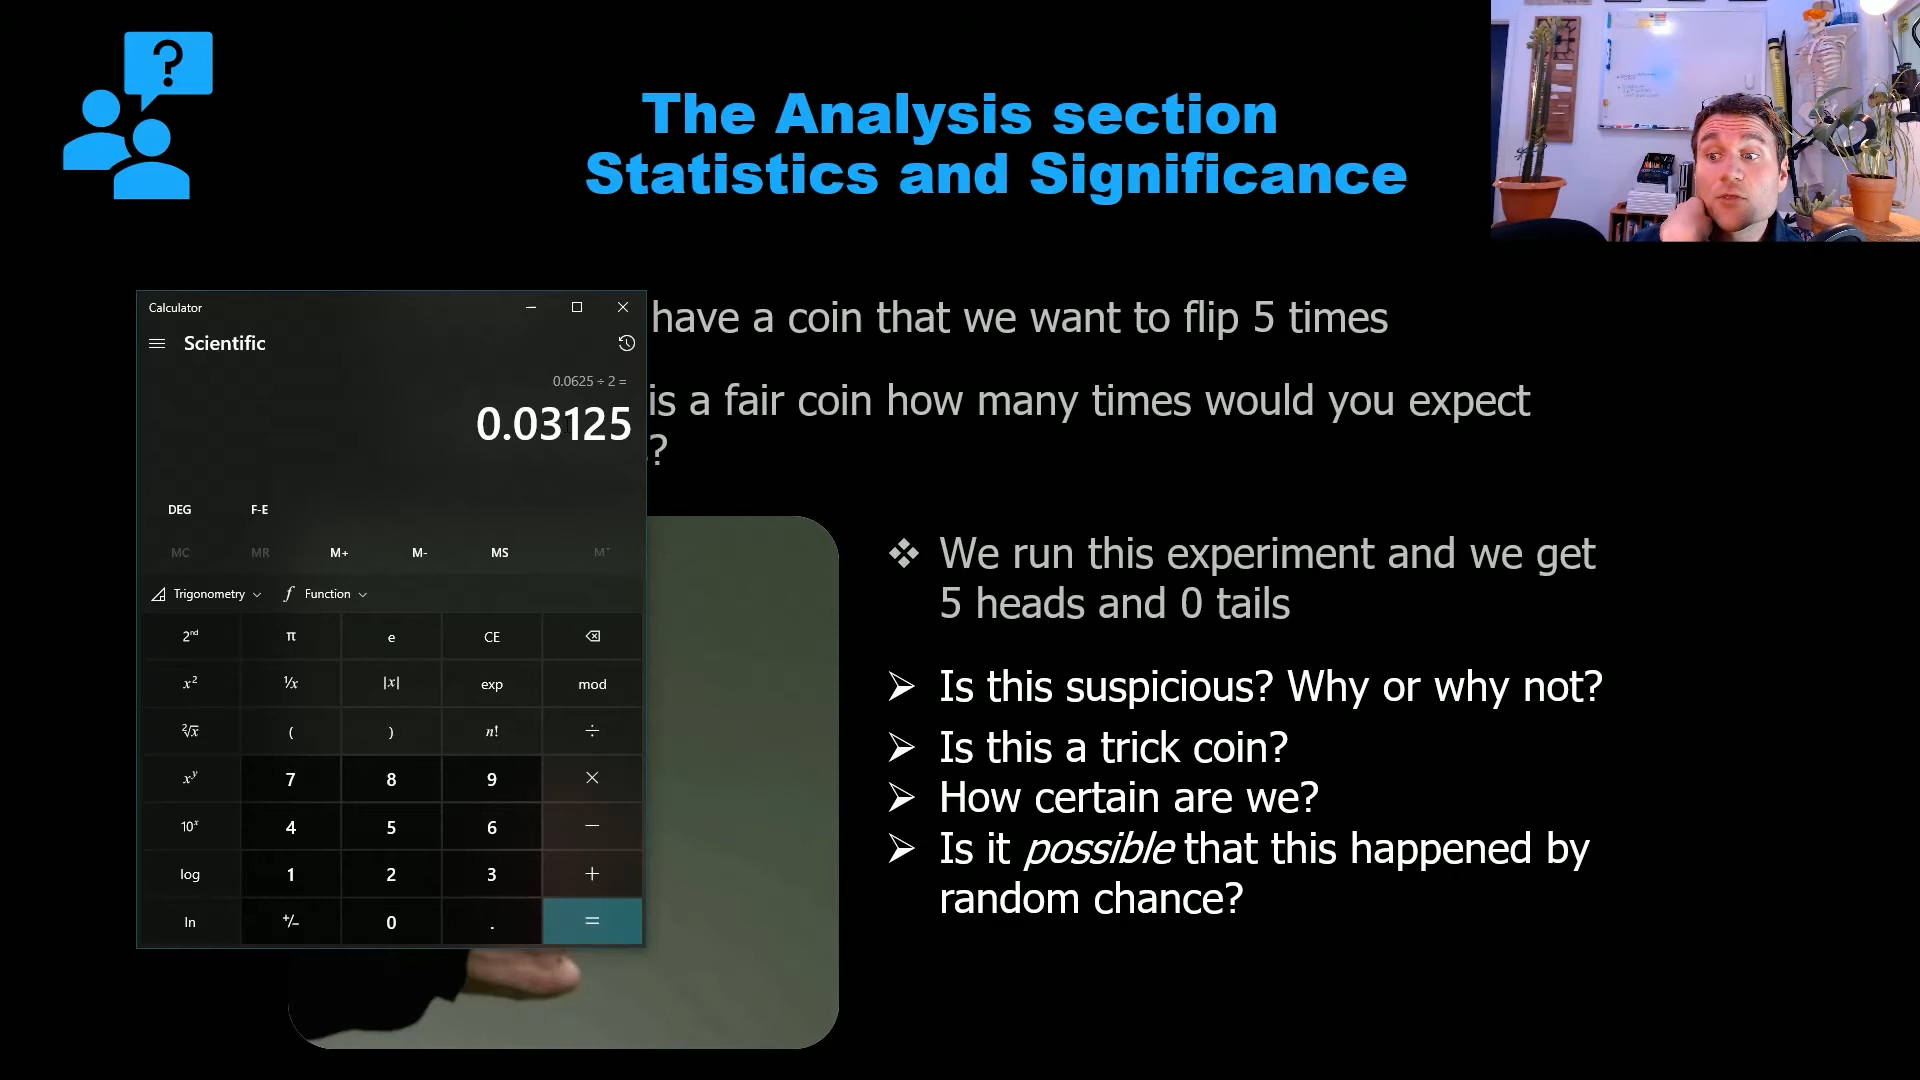 ?
The Analysis section
Statistics and Significance
Calculator
Scientific
0.0625 ÷ 2 =
0.03125
DEG F-E
MC MR M+ M- MS M˅
Trigonometry f Function
2ⁿᵈ π e CE
x² ¹/x |x| exp mod
²√x ( ) n! ÷
xʸ 7 8 9 ×
10ˣ 4 5 6 −
log 1 2 3 +
ln +/− 0 . =
have a coin that we want to flip 5 times
is a fair coin how many times would you expect
?
❖ We run this experiment and we get
5 heads and 0 tails
➢ Is this suspicious? Why or why not?
➢ Is this a trick coin?
➢ How certain are we?
➢ Is it possible that this happened by
random chance?